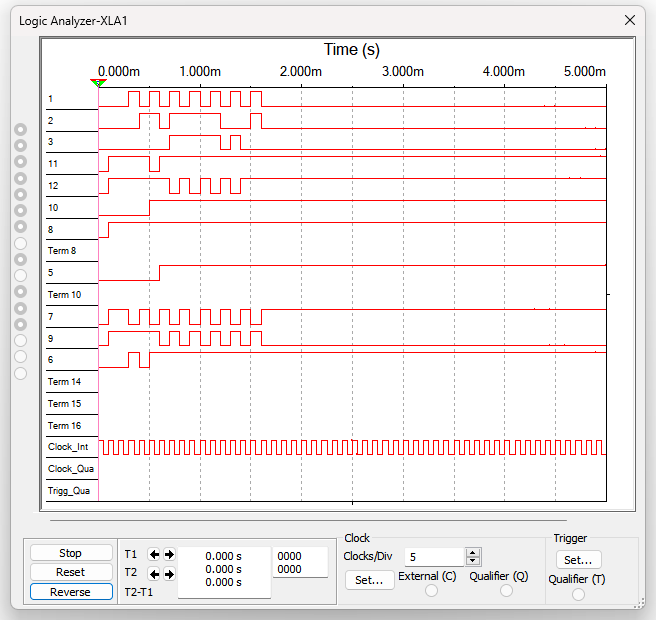 Logic Analyzer-XLA1
Time (s)
0.000m 1.000m 2.000m 3.000m 4.000m 5.000m
1
2
3
11
12
10
8
Term 8
5
Term 10
7
9
6
Term 14
Term 15
Term 16
Clock_Int
Clock_Qua
Trigg_Qua
Stop
Reset
Reverse
T1
T2
T2-T1
0.000 s
0.000 s
0.000 s
0000
0000
Clock
Clocks/Div 5
Set... External (C) Qualifier (Q)
Trigger
Set...
Qualifier (T)